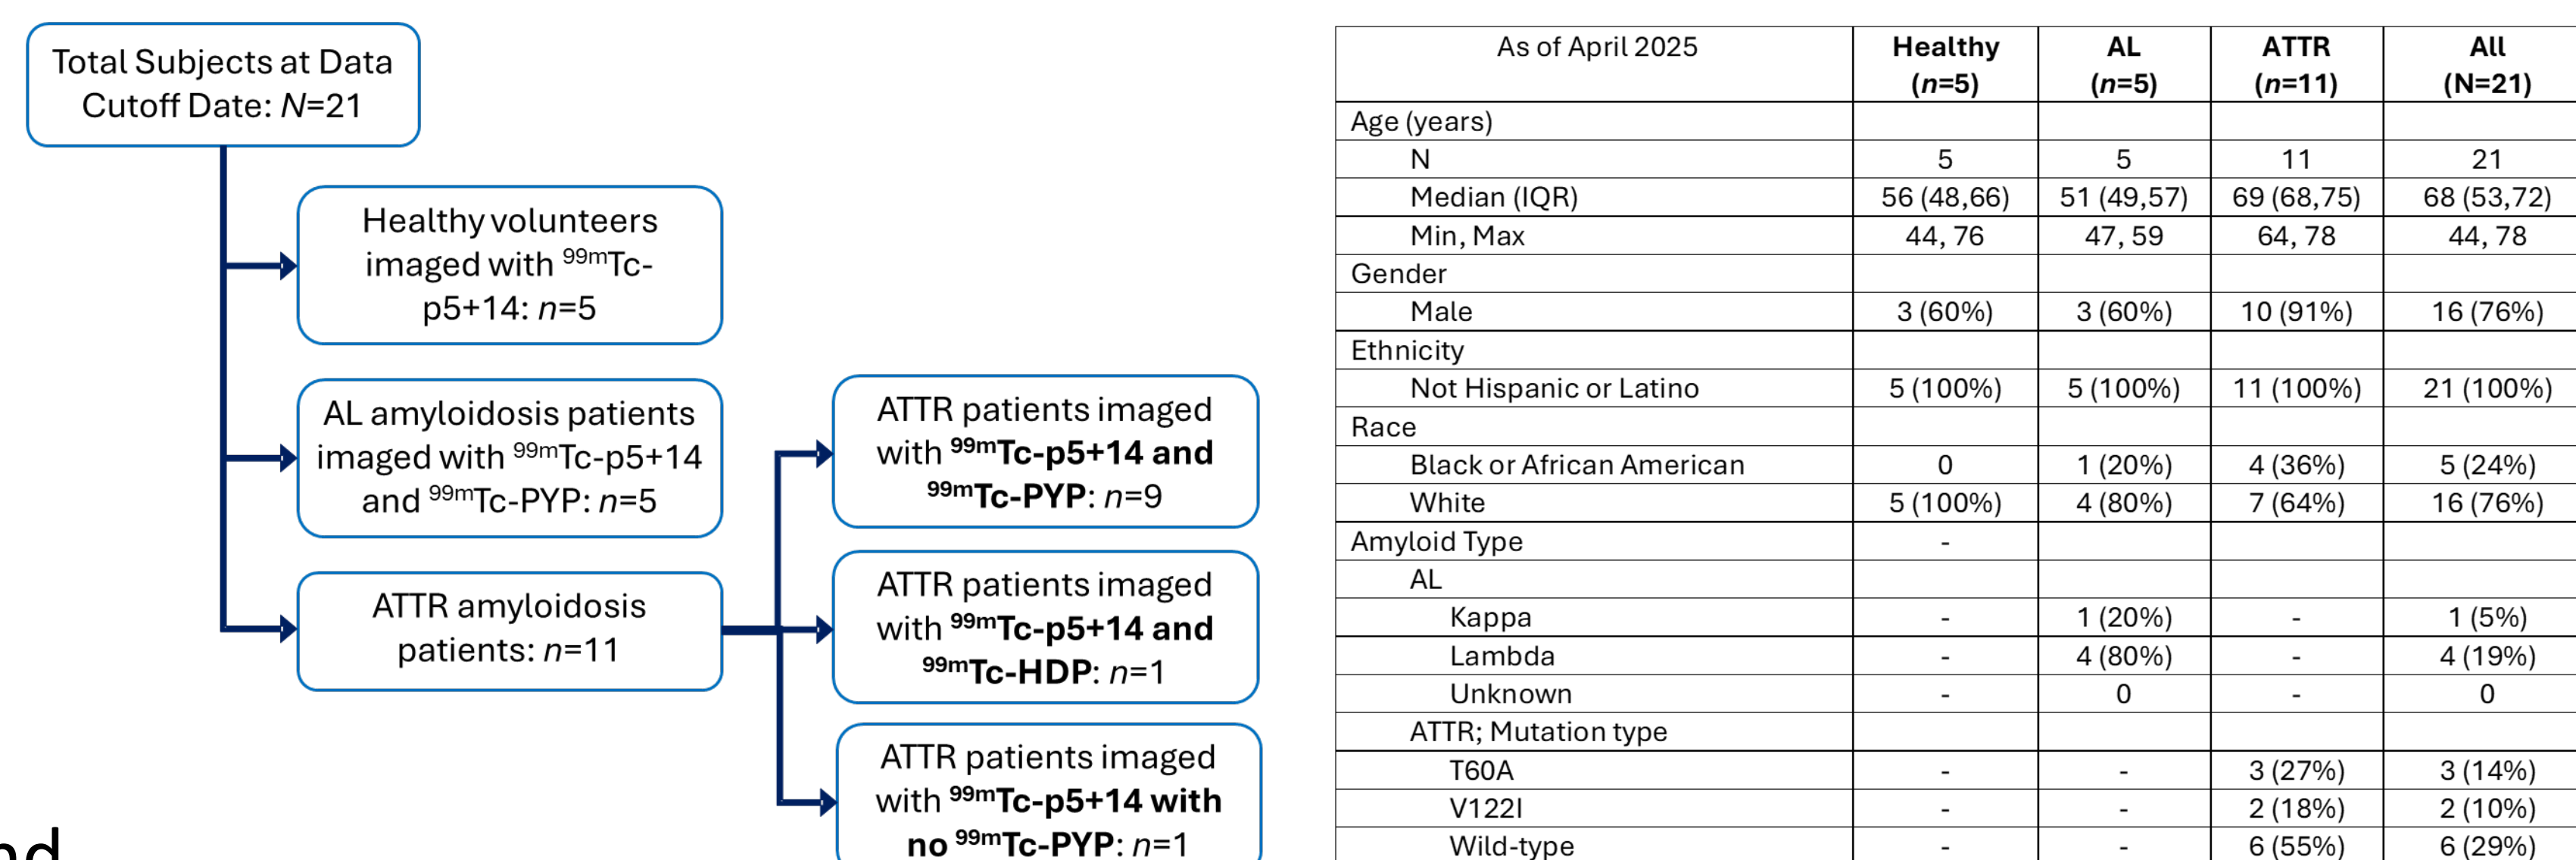 Total Subjects at Data
Cutoff Date: N=21
Healthy volunteers
imaged with 99mTc-
p5+14: n=5
AL amyloidosis patients
imaged with 99mTc-p5+14
and 99mTc-PYP: n=5
ATTR amyloidosis
patients: n=11
ATTR patients imaged
with 99mTc-p5+14 and
99mTc-PYP: n=9
ATTR patients imaged
with 99mTc-p5+14 and
99mTc-HDP: n=1
ATTR patients imaged
with 99mTc-p5+14 with
no 99mTc-PYP: n=1
As of April 2025 Healthy (n=5) AL (n=5) ATTR (n=11) All (N=21)
Age (years)
N 5 5 11 21
Median (IQR) 56 (48,66) 51 (49,57) 69 (68,75) 68 (53,72)
Min, Max 44, 76 47, 59 64, 78 44, 78
Gender
Male 3 (60%) 3 (60%) 10 (91%) 16 (76%)
Ethnicity
Not Hispanic or Latino 5 (100%) 5 (100%) 11 (100%) 21 (100%)
Race
Black or African American 0 1 (20%) 4 (36%) 5 (24%)
White 5 (100%) 4 (80%) 7 (64%) 16 (76%)
Amyloid Type -
AL
Kappa - 1 (20%) - 1 (5%)
Lambda - 4 (80%) - 4 (19%)
Unknown - 0 - 0
ATTR; Mutation type
T60A - - 3 (27%) 3 (14%)
V122I - - 2 (18%) 2 (10%)
Wild-type - - 6 (55%) 6 (29%)